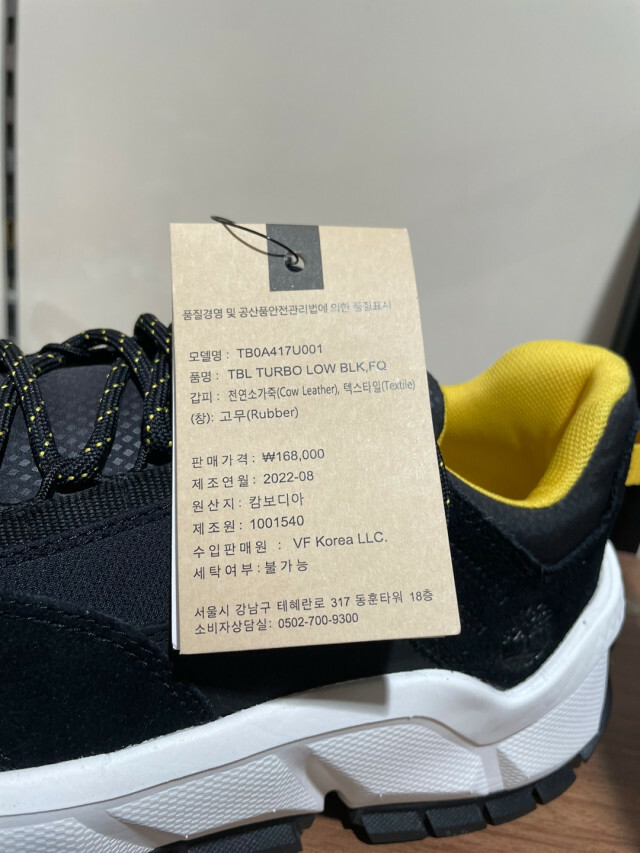 품질경영 및 공산품안전관리법에 의한 품질표시
모델명 : TB0A417U001
품명 : TBL TURBO LOW BLK,FQ
갑피 : 천연소가죽(Cow Leather), 텍스타일(Textile)
(창): 고무(Rubber)
판매가격 : ₩168,000
제조연월 : 2022-08
원산지 : 캄보디아
제조원 : 1001540
수입판매원 : VF Korea LLC.
세탁여부 : 불가능
서울시 강남구 테헤란로 317 동훈타워 18층
소비자상담실: 0502-700-9300